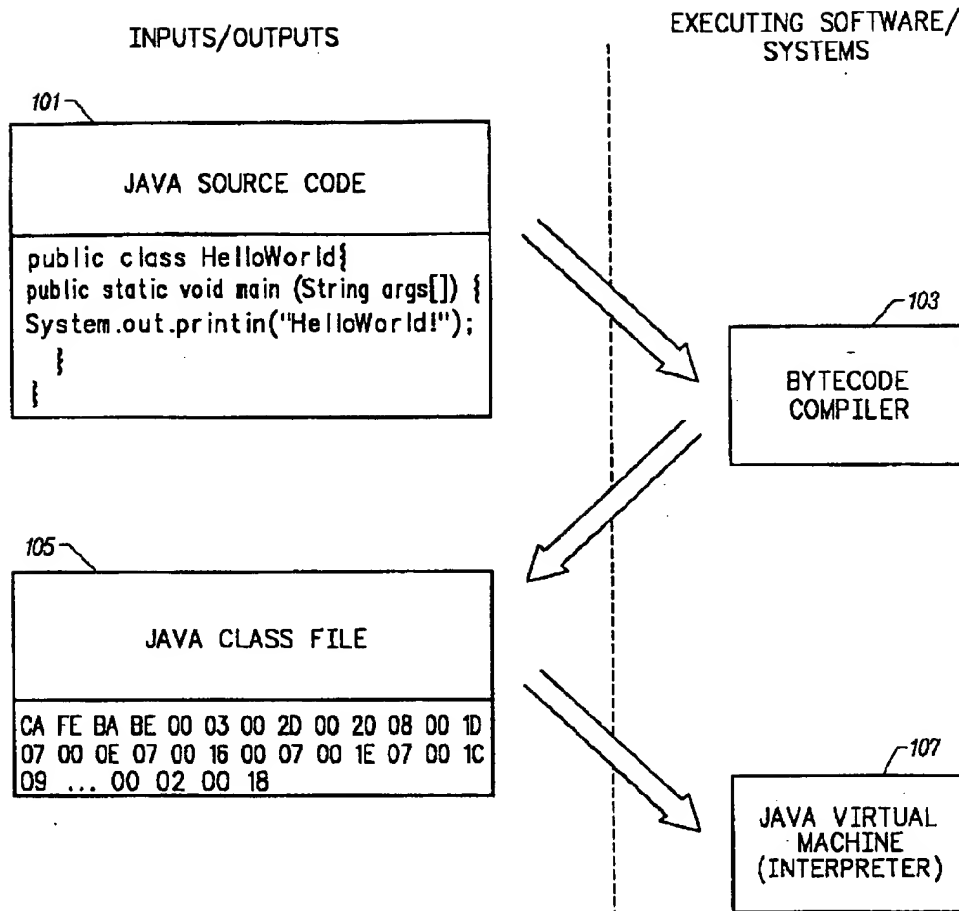 INPUTS/OUTPUTS
EXECUTING SOFTWARE/
SYSTEMS
101
JAVA SOURCE CODE
public class HelloWorld{
public static void main (String args[]) {
System.out.printin("HelloWorld!");
}
}
103
BYTECODE
COMPILER
105
JAVA CLASS FILE
CA FE BA BE 00 03 00 2D 00 20 08 00 1D
07 00 0E 07 00 16 00 07 00 1E 07 00 1C
09 ... 00 02 00 18
107
JAVA VIRTUAL
MACHINE
(INTERPRETER)